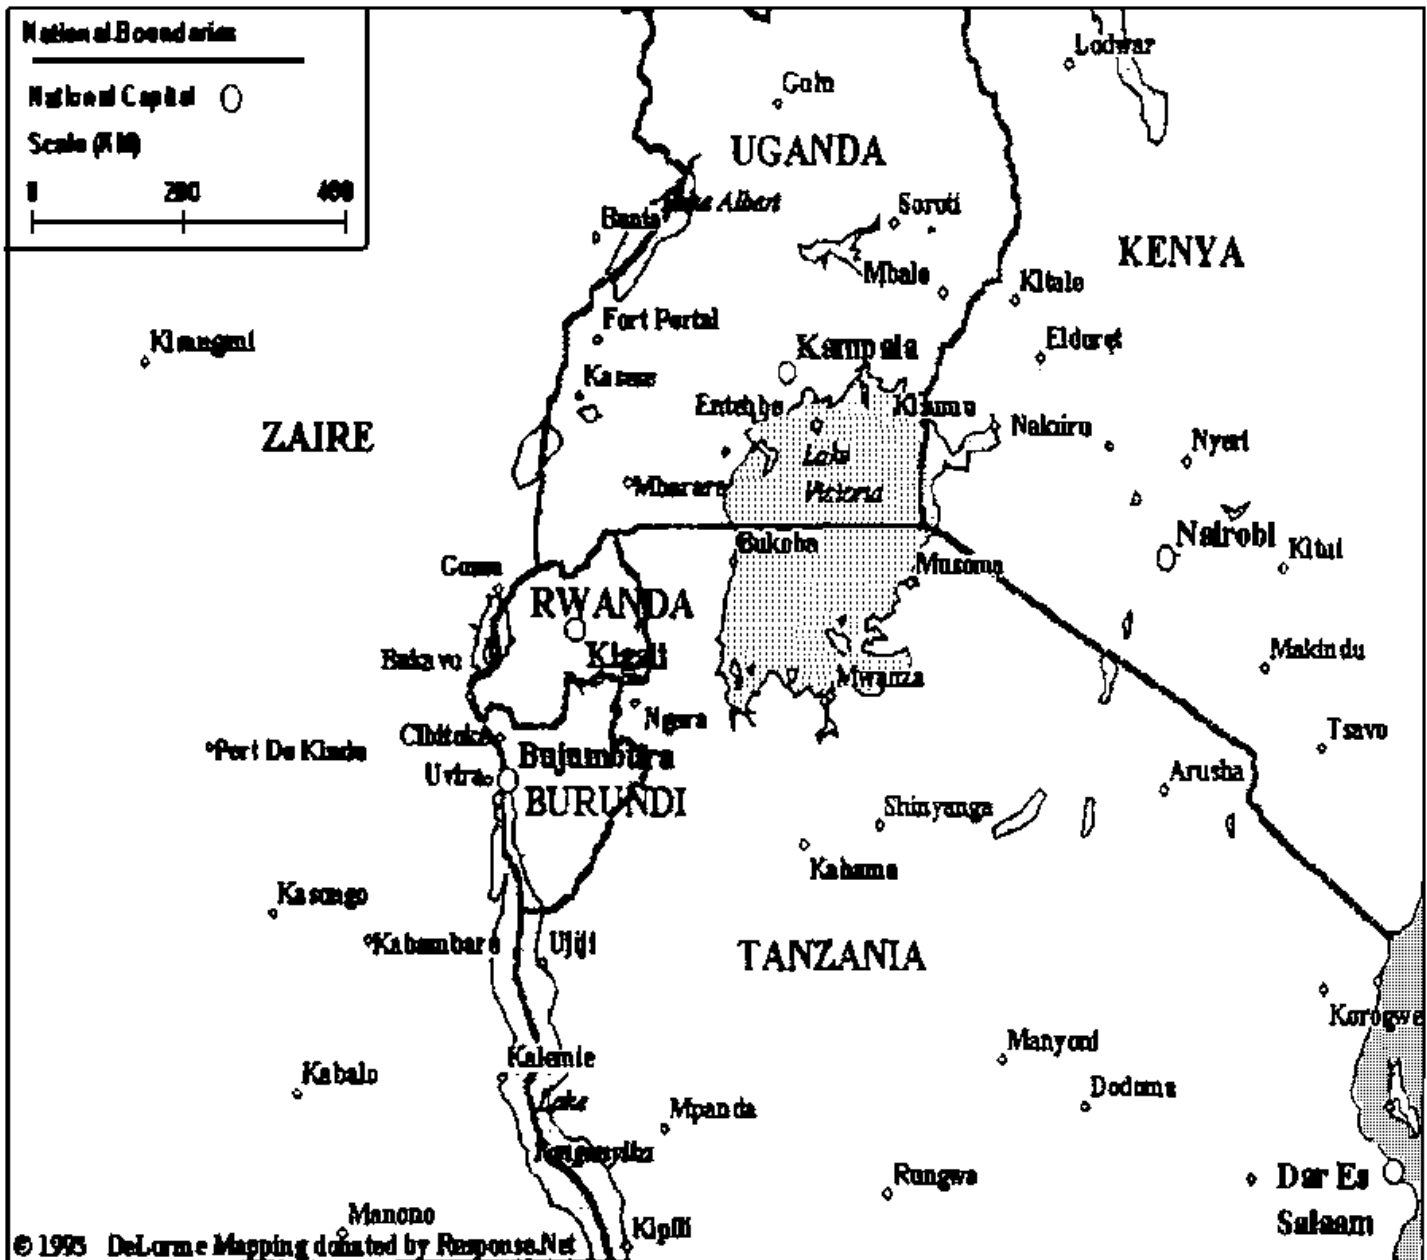 National Boundaries
National Capital
Scale (KM)
0 200 400
Lodwar
Gulu
UGANDA
Lake Albert
Soroti
Bunia
KENYA
Mbale
Kitale
Fort Portal
Kisangani
Kampala
Eldoret
Kasese
Entebbe
Kisumu
ZAIRE
Nakuru
Nyeri
Lake
Victoria
Mbarara
Nairobi
Bukoba
Kitui
Goma
Musoma
RWANDA
Kigali
Bukavu
Makindu
Mwanza
Ngara
Cibitoke
Tsavo
Port De Kindu
Bujumbura
Uvira
Arusha
BURUNDI
Shinyanga
Kahama
Kasongo
Kabambare
Ujiji
TANZANIA
Korogwe
Manyoni
Kalemie
Kabalo
Dodoma
Lake
Mpanda
Tanganyika
Rungwa
Dar Es
Salaam
Manono
Kipili
© 1995 DeLorme Mapping donated by Response.Net